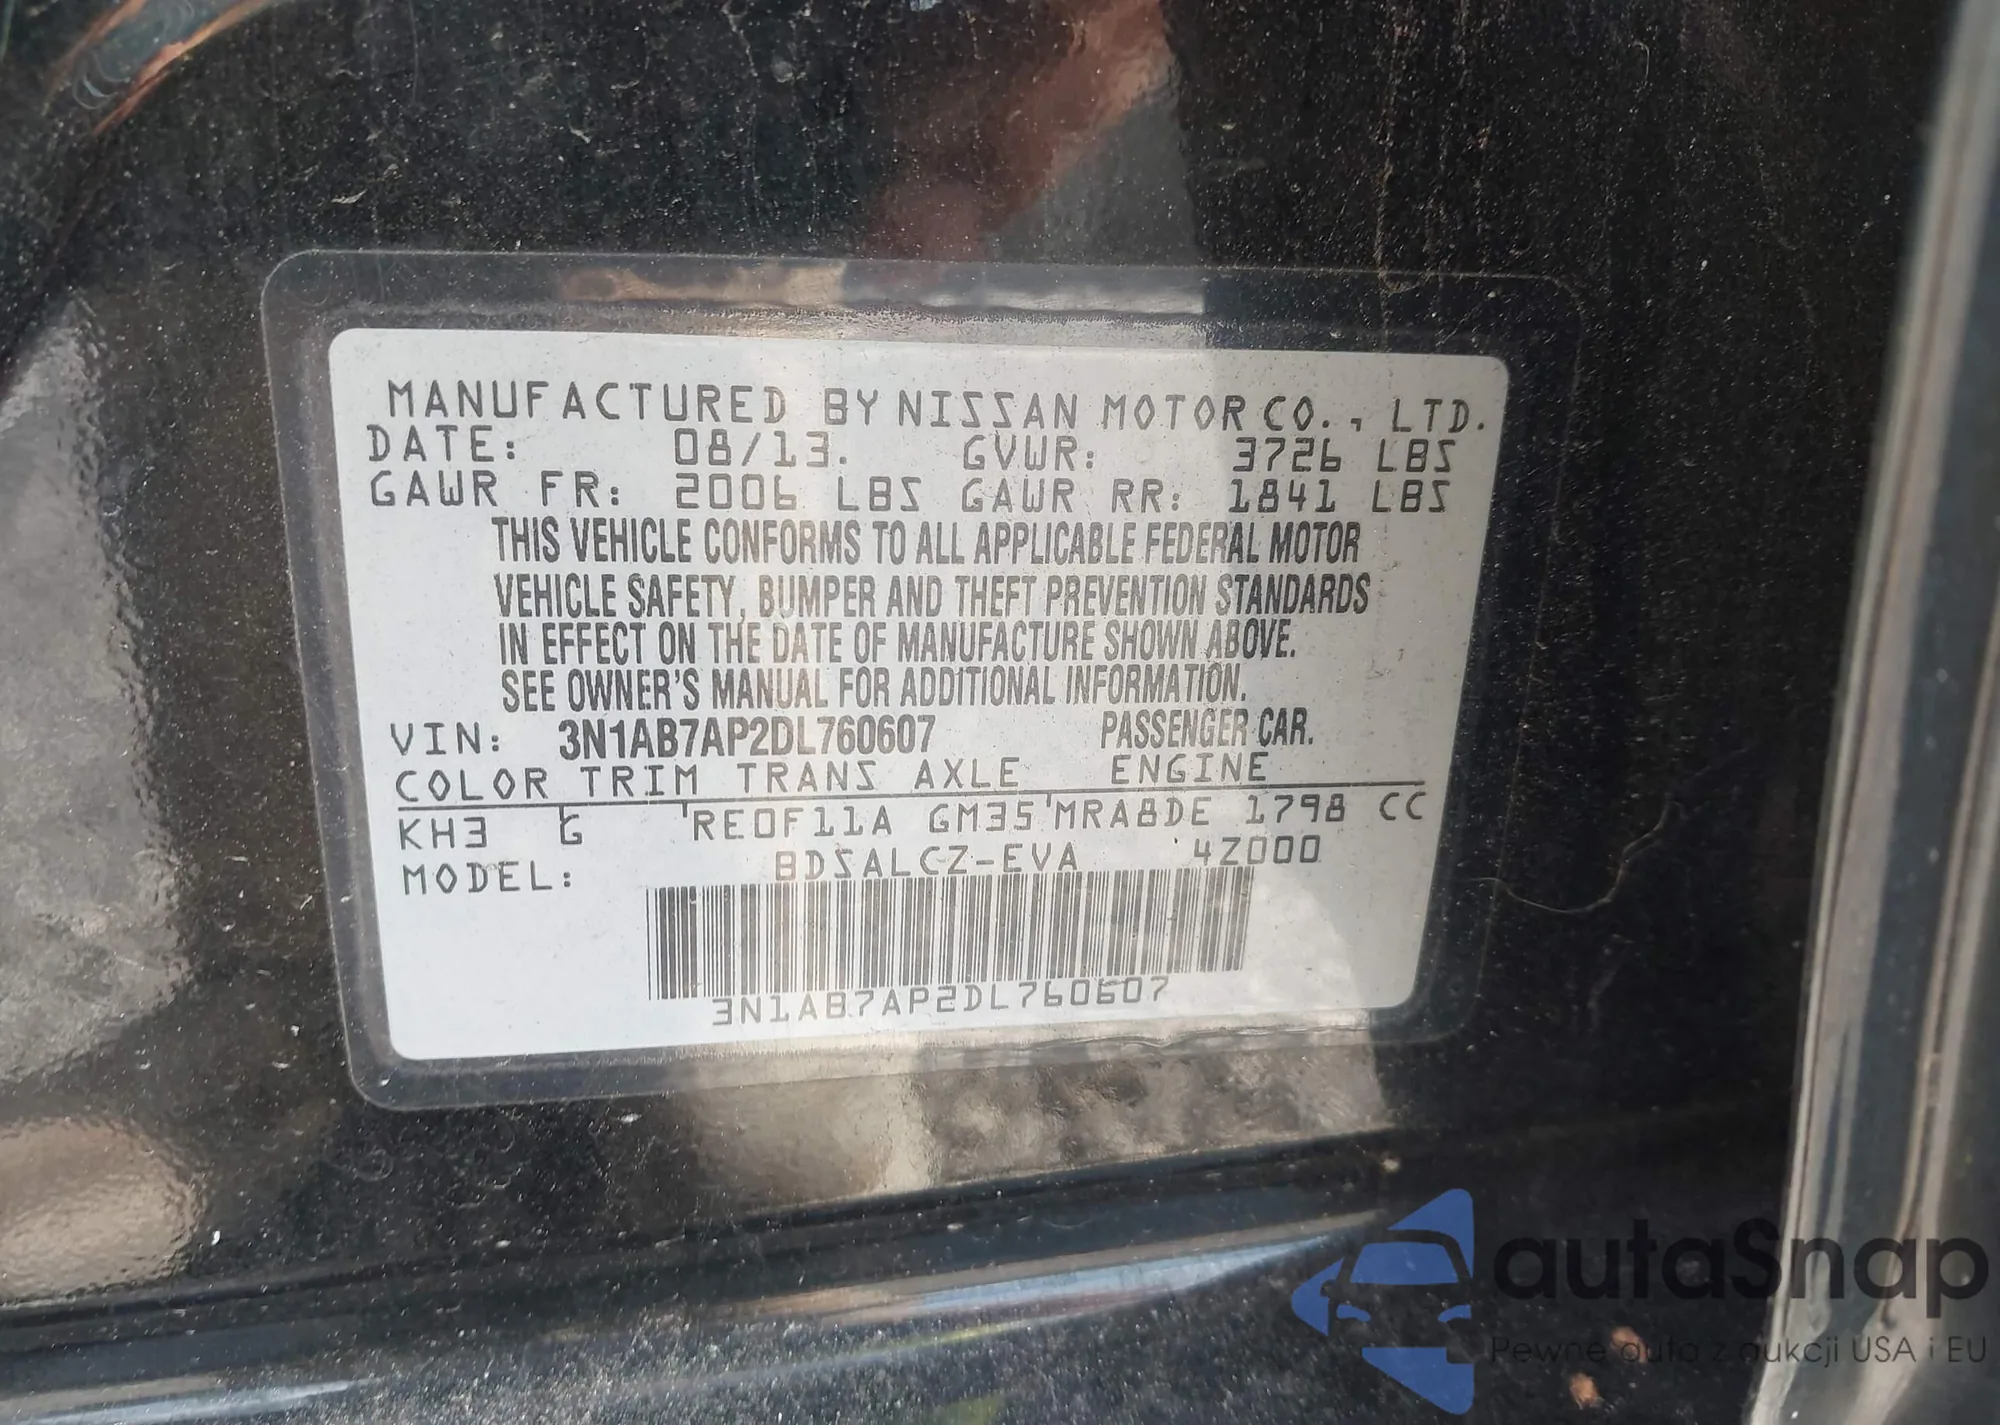 MANUFACTURED BY NISSAN MOTOR CO., LTD.
DATE: 08/13. GVWR: 3726 LBS
GAWR FR: 2006 LBS GAWR RR: 1841 LBS
THIS VEHICLE CONFORMS TO ALL APPLICABLE FEDERAL MOTOR
VEHICLE SAFETY, BUMPER AND THEFT PREVENTION STANDARDS
IN EFFECT ON THE DATE OF MANUFACTURE SHOWN ABOVE.
SEE OWNER'S MANUAL FOR ADDITIONAL INFORMATION.
VIN: 3N1AB7AP2DL760607 PASSENGER CAR.
COLOR TRIM TRANS AXLE ENGINE
KH3 G 'RE0F11A GM35'MRA8DE 1798 CC
MODEL: BDSALCZ-EVA 4Z000
3N1AB7AP2DL760607
autaSnap
Pewne auta z aukcji USA i EU